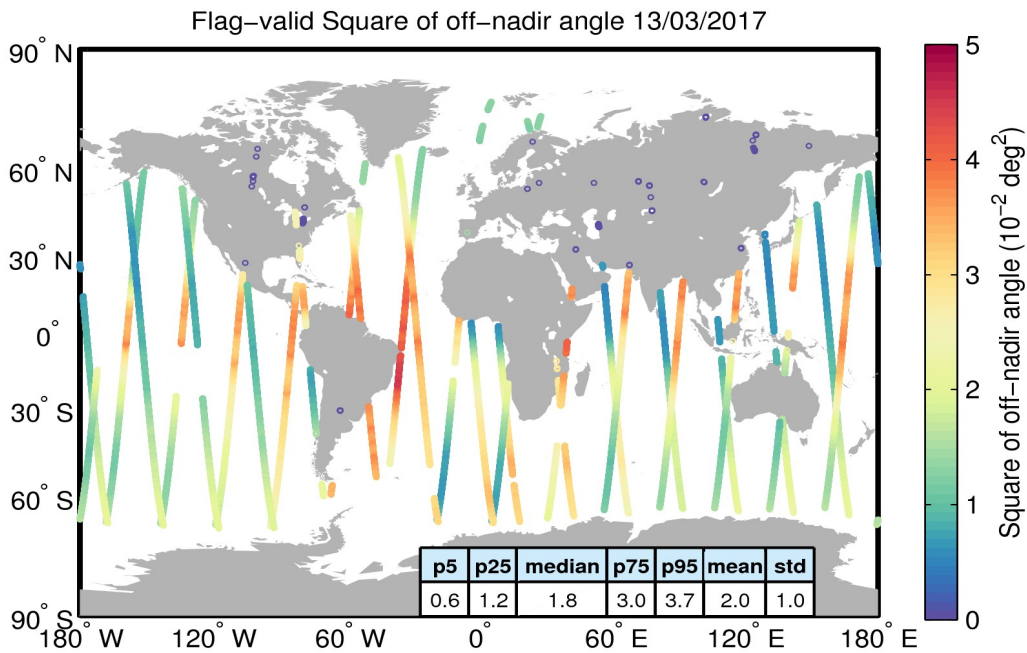 Flag-valid Square of off-nadir angle 13/03/2017
90° N
60° N
30° N
0°
30° S
60° S
90° S
180° W
120° W
60° W
0°
60° E
120° E
180° E
p5 p25 median p75 p95 mean std
0.6 1.2 1.8 3.0 3.7 2.0 1.0
5
4
3
2
1
0
Square of off-nadir angle (10⁻² deg²)